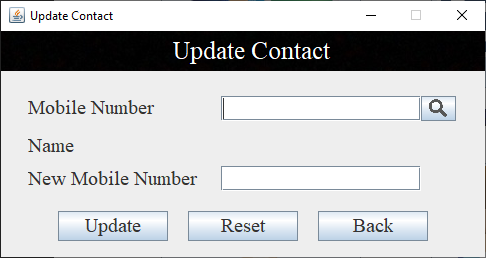 Update Contact
Update Contact
Mobile Number
Name
New Mobile Number
Update Reset Back